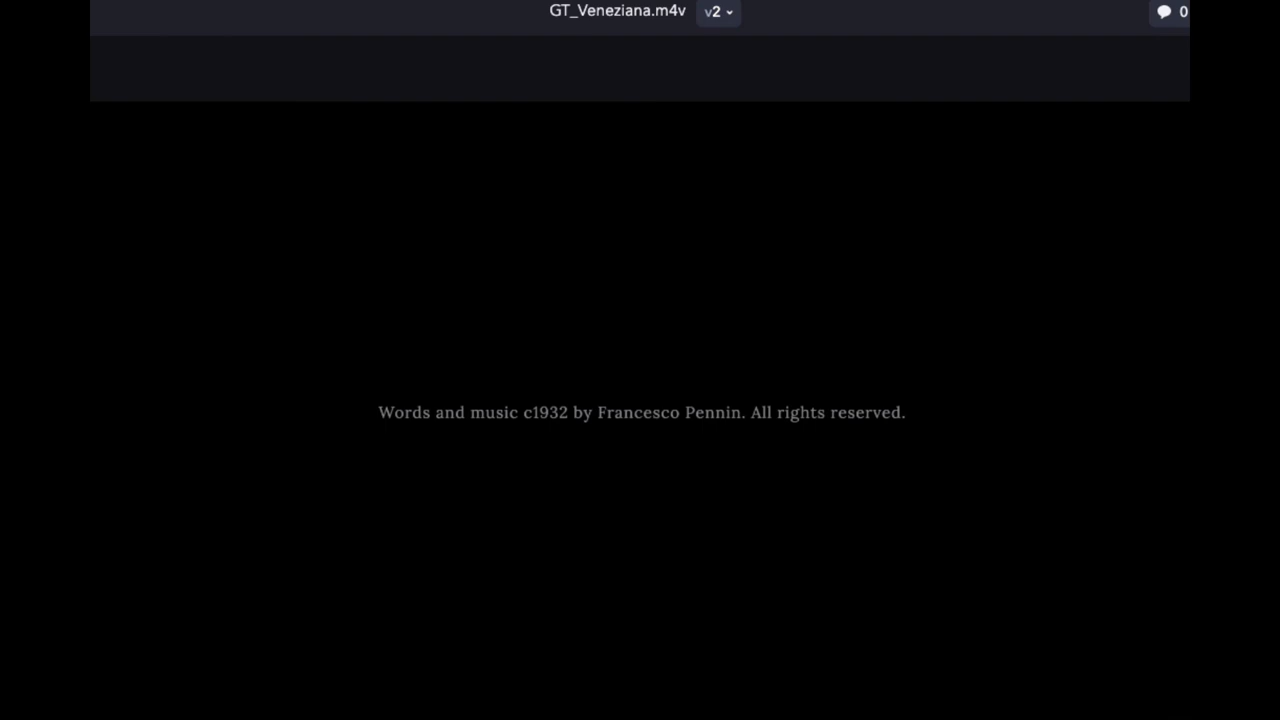 GT_Veneziana.m4v v2 0
Words and music c1932 by Francesco Pennin. All rights reserved.